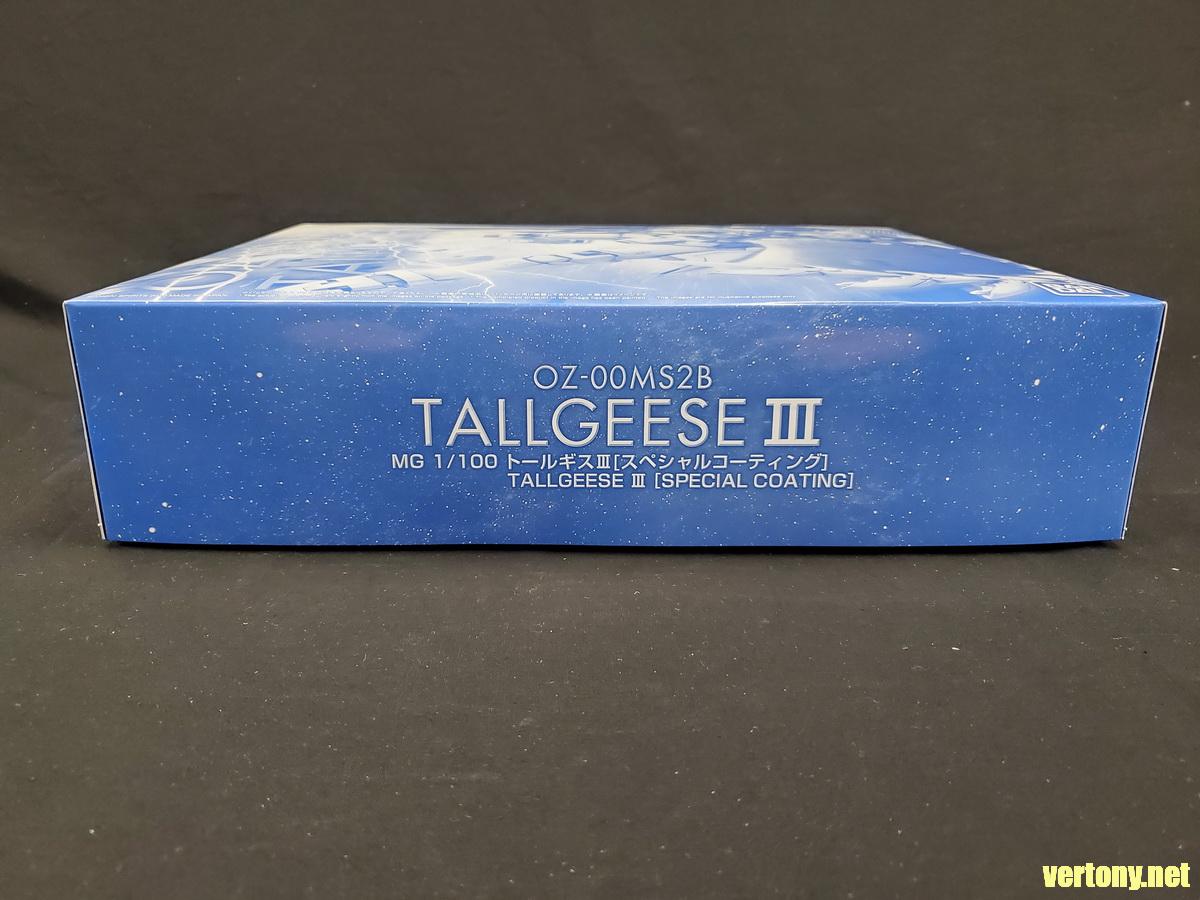 OZ-00MS2B
TALLGEESE Ⅲ
MG 1/100 トールギスⅢ[スペシャルコーティング]
TALLGEESE Ⅲ [SPECIAL COATING]
vertony.net